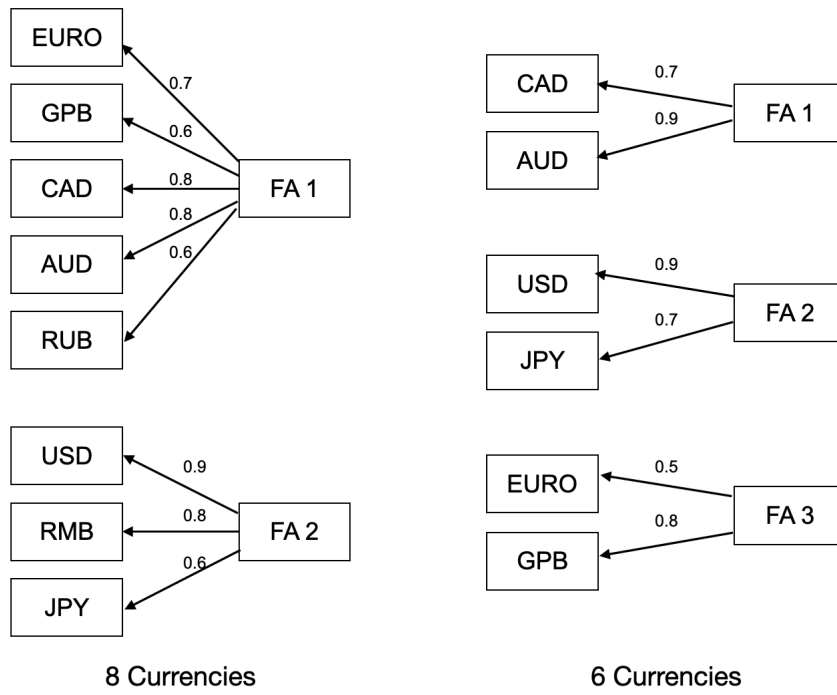 EURO
0.7
GPB
0.6
CAD
0.8
FA 1
0.8
AUD
0.6
RUB
USD
0.9
RMB
0.8
FA 2
0.6
JPY
8 Currencies
CAD
0.7
FA 1
0.9
AUD
USD
0.9
FA 2
0.7
JPY
EURO
0.5
FA 3
0.8
GPB
6 Currencies